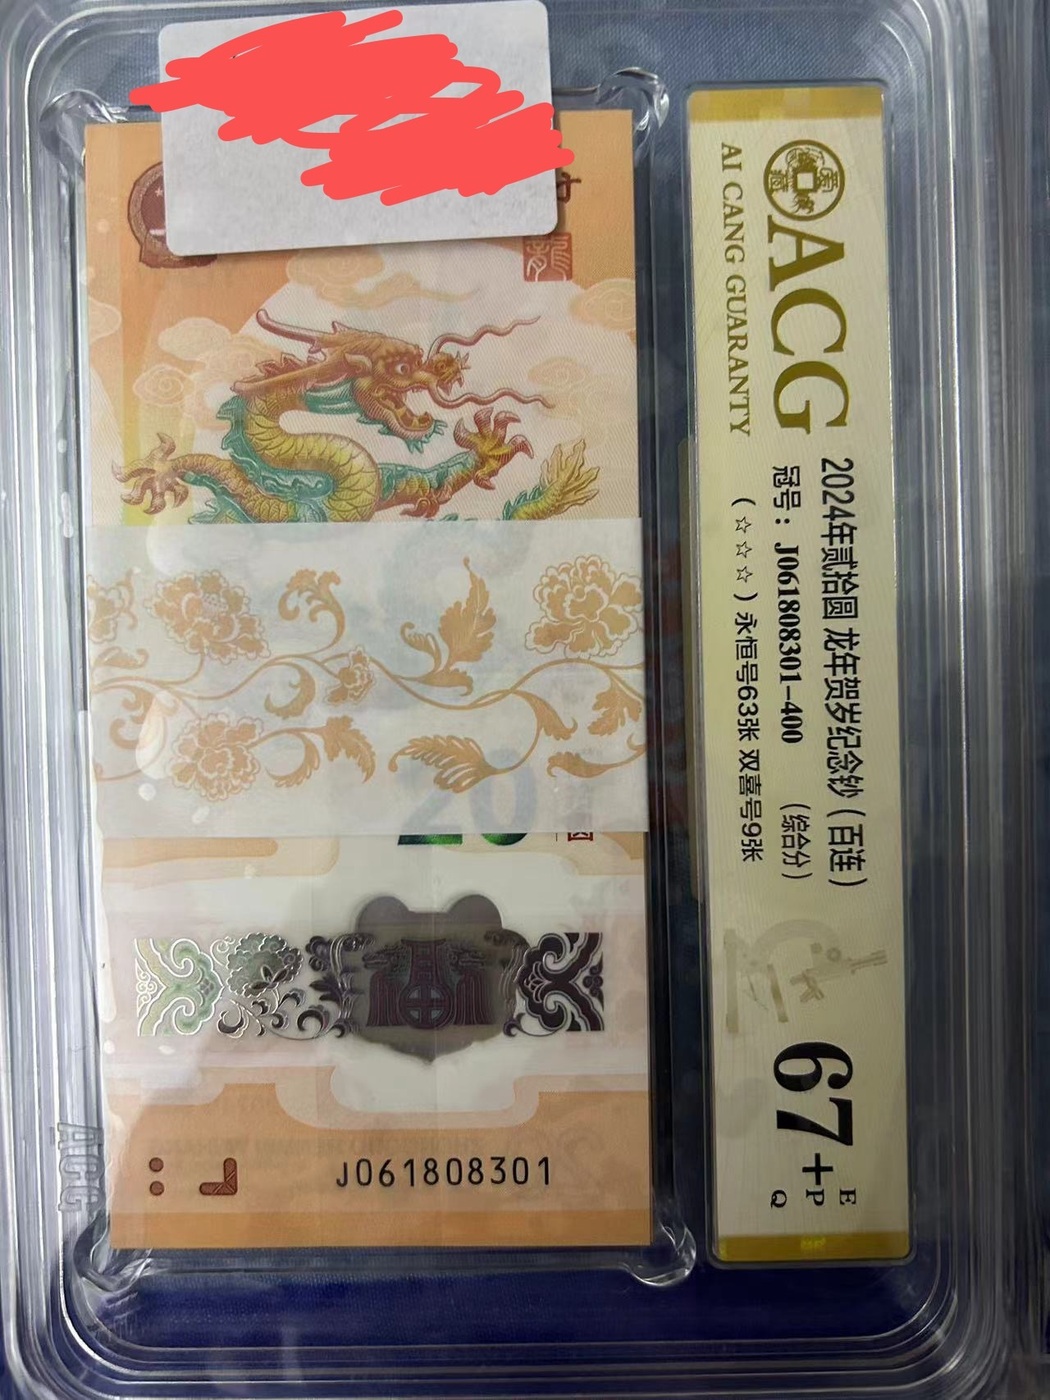 ACG
AI CANG GUARANTY
2024年贰拾圆 龙年贺岁纪念钞（百连）
冠号：J061808301-400 （综合分）
（☆☆☆）永恒号63张 双喜号9张
67+ E
P
Q
20
J061808301
ACG